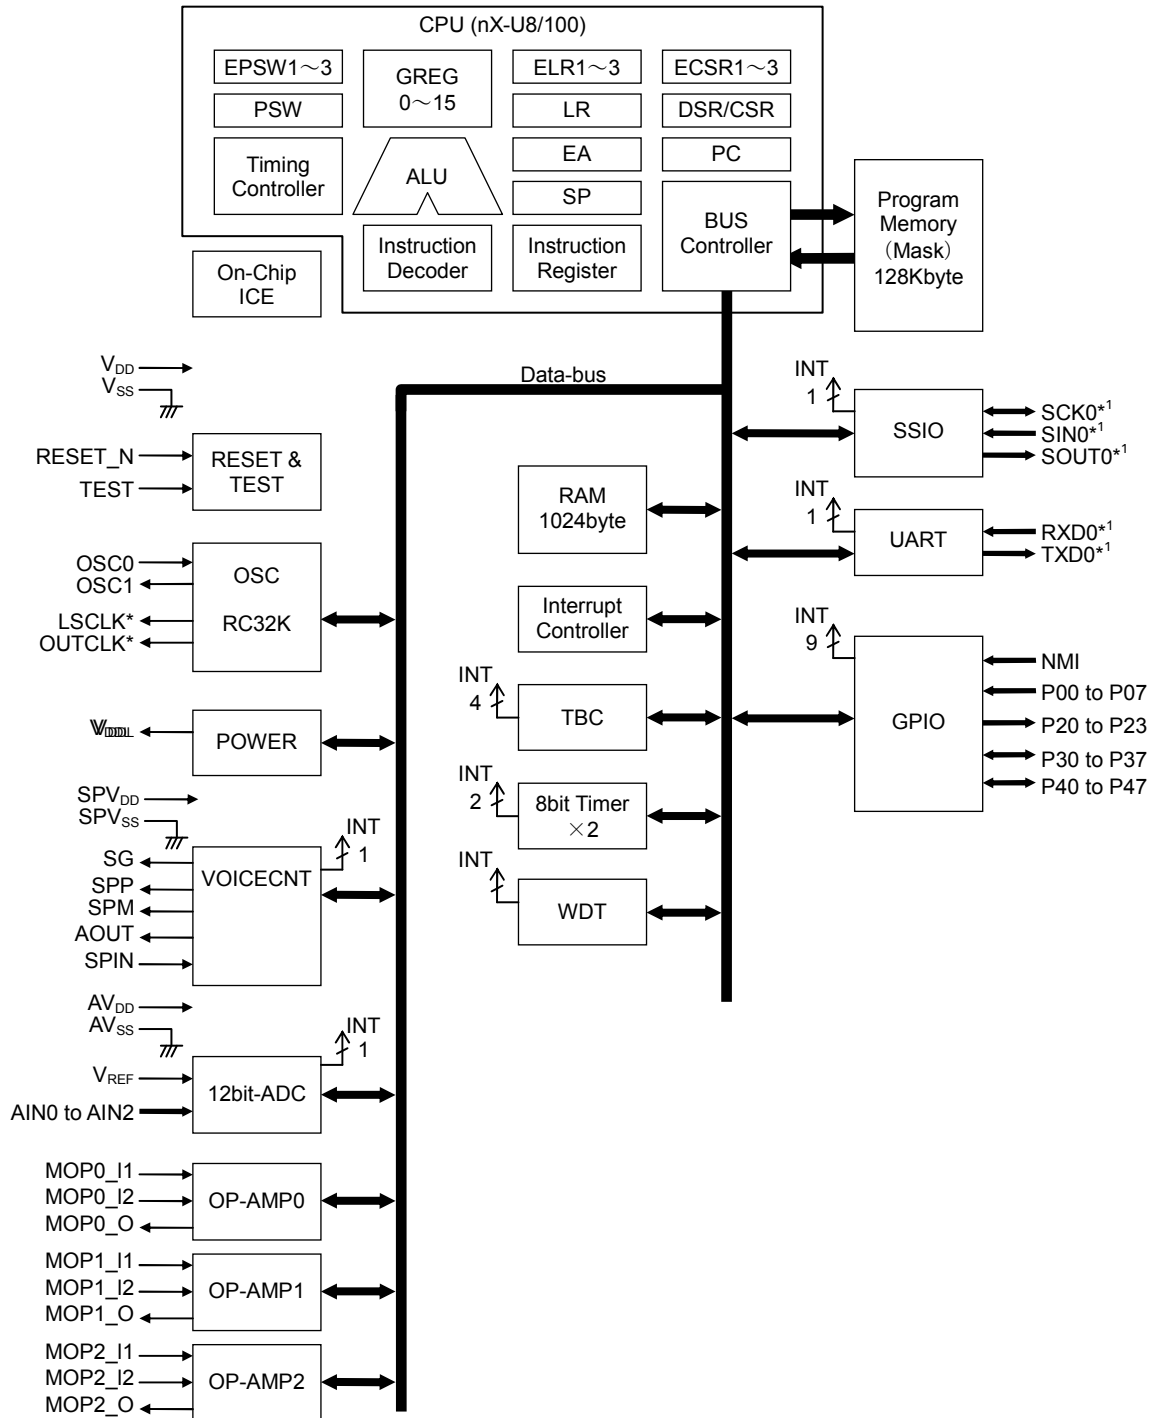 CPU (nX-U8/100)
EPSW1～3
GREG
0～15
ELR1～3
ECSR1～3
PSW
LR
DSR/CSR
Timing
Controller
ALU
EA
PC
SP
BUS
Controller
Program
Memory
（Mask）
128Kbyte
Instruction
Decoder
Instruction
Register
On-Chip
ICE
VDD
VSS
Data-bus
INT
1
SSIO
SCK0*1
SIN0*1
SOUT0*1
RESET_N
TEST
RESET &
TEST
RAM
1024byte
INT
1
UART
RXD0*1
TXD0*1
OSC0
OSC1
LSCLK*
OUTCLK*
OSC
RC32K
Interrupt
Controller
INT
9
GPIO
NMI
P00 to P07
P20 to P23
P30 to P37
P40 to P47
INT
4
TBC
POWER
INT
2
8bit Timer
×2
SPVDD
SPVSS
SG
SPP
SPM
AOUT
SPIN
VOICECNT
INT
1
INT
WDT
AVDD
AVSS
VREF
AIN0 to AIN2
12bit-ADC
INT
1
MOP0_I1
MOP0_I2
MOP0_O
OP-AMP0
MOP1_I1
MOP1_I2
MOP1_O
OP-AMP1
MOP2_I1
MOP2_I2
MOP2_O
OP-AMP2